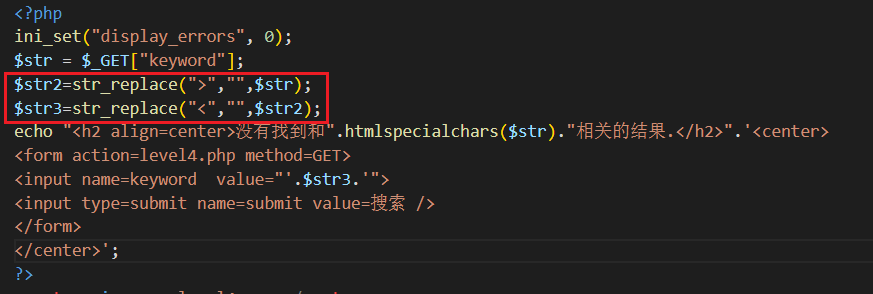 <?php
ini_set("display_errors", 0);
$str = $_GET["keyword"];
$str2=str_replace(">","",$str);
$str3=str_replace("<","",$str2);
echo "<h2 align=center>没有找到和".htmlspecialchars($str)."相关的结果.</h2>".'<center>
<form action=level4.php method=GET>
<input name=keyword  value="'.$str3.'">
<input type=submit name=submit value=搜索 />
</form>
</center>';
?>